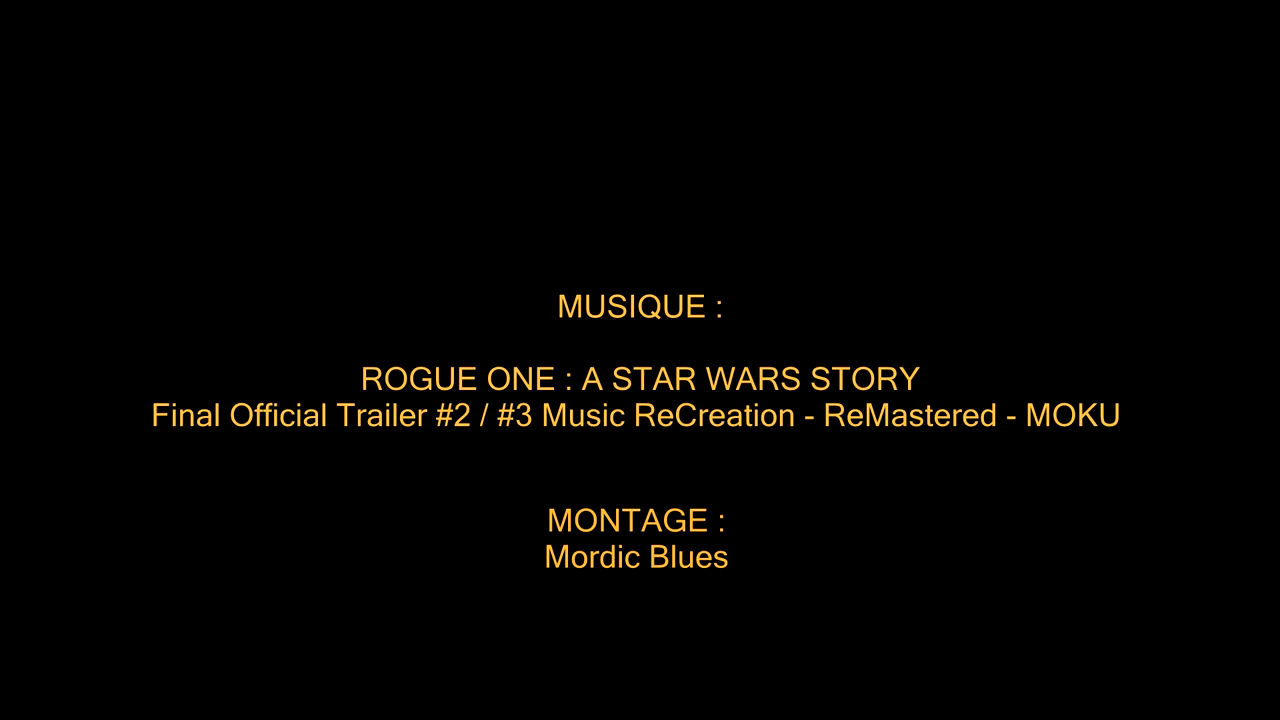 MUSIQUE :
ROGUE ONE : A STAR WARS STORY
Final Official Trailer #2 / #3 Music ReCreation - ReMastered - MOKU
MONTAGE :
Mordic Blues